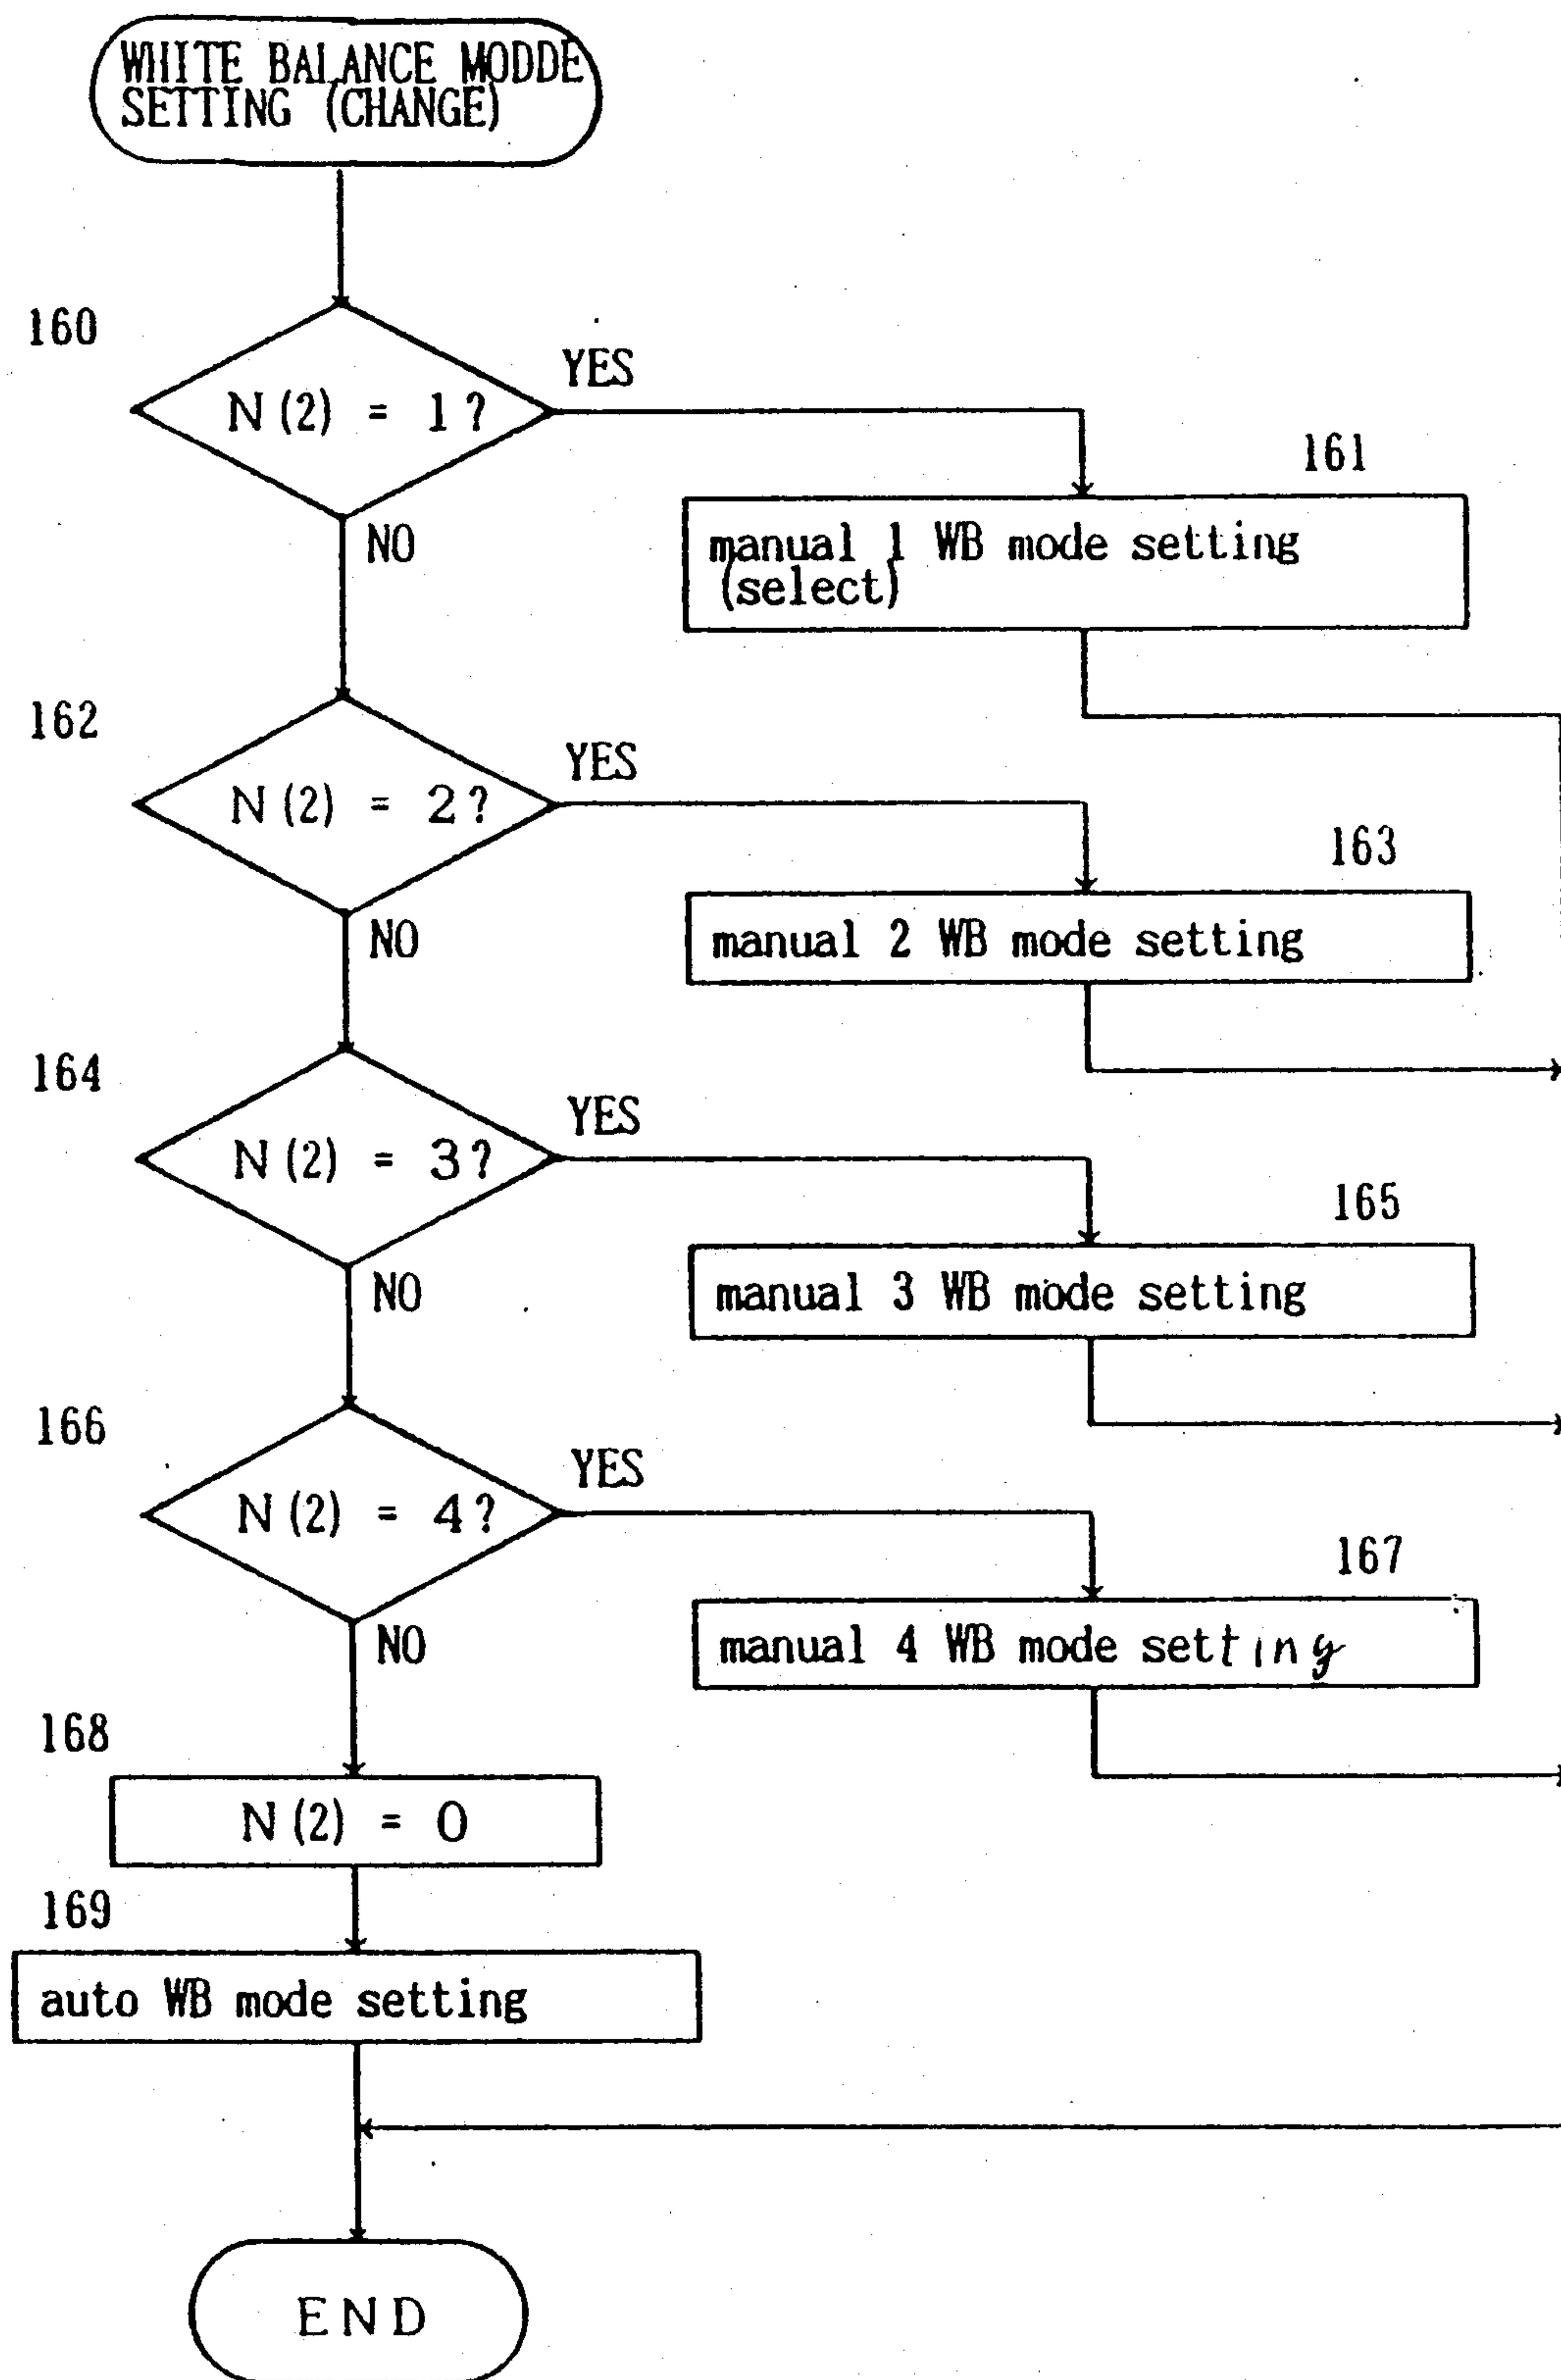 WHITE BALANCE MODDE
SETTING (CHANGE)
160
N(2) = 1?
YES
NO
161
manual 1 WB mode setting
(select)
162
N(2) = 2?
YES
NO
163
manual 2 WB mode setting
164
N(2) = 3?
YES
NO
165
manual 3 WB mode setting
166
N(2) = 4?
YES
NO
167
manual 4 WB mode setting
168
N(2) = 0
169
auto WB mode setting
END